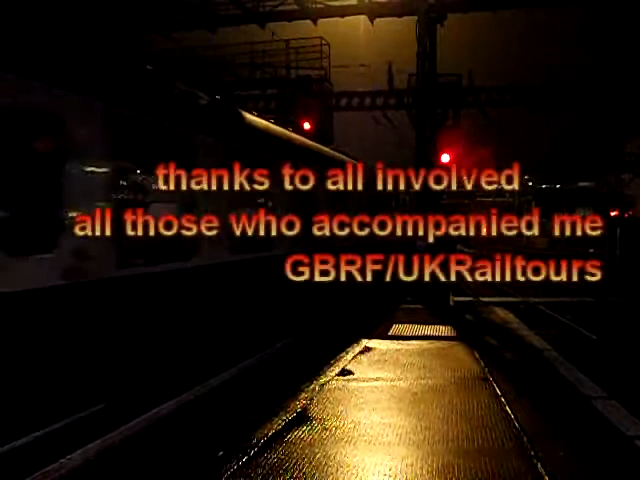 thanks to all involved
all those who accompanied me
GBRF/UKRailtours